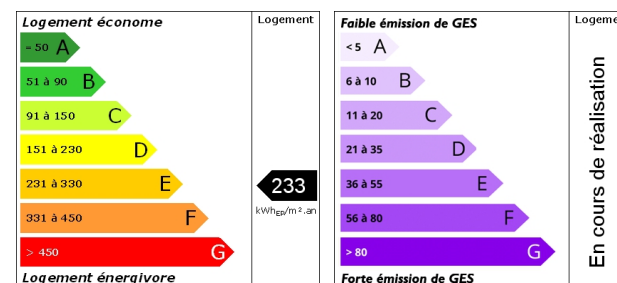 Logement économe
Logement
≈ 50 A
51 à 90 B
91 à 150 C
151 à 230 D
231 à 330 E
331 à 450 F
> 450 G
233
kWhEP/m².an
Logement énergivore
Faible émission de GES
Logeme
< 5 A
6 à 10 B
11 à 20 C
21 à 35 D
36 à 55 E
56 à 80 F
> 80 G
En cours de réalisation
Forte émission de GES